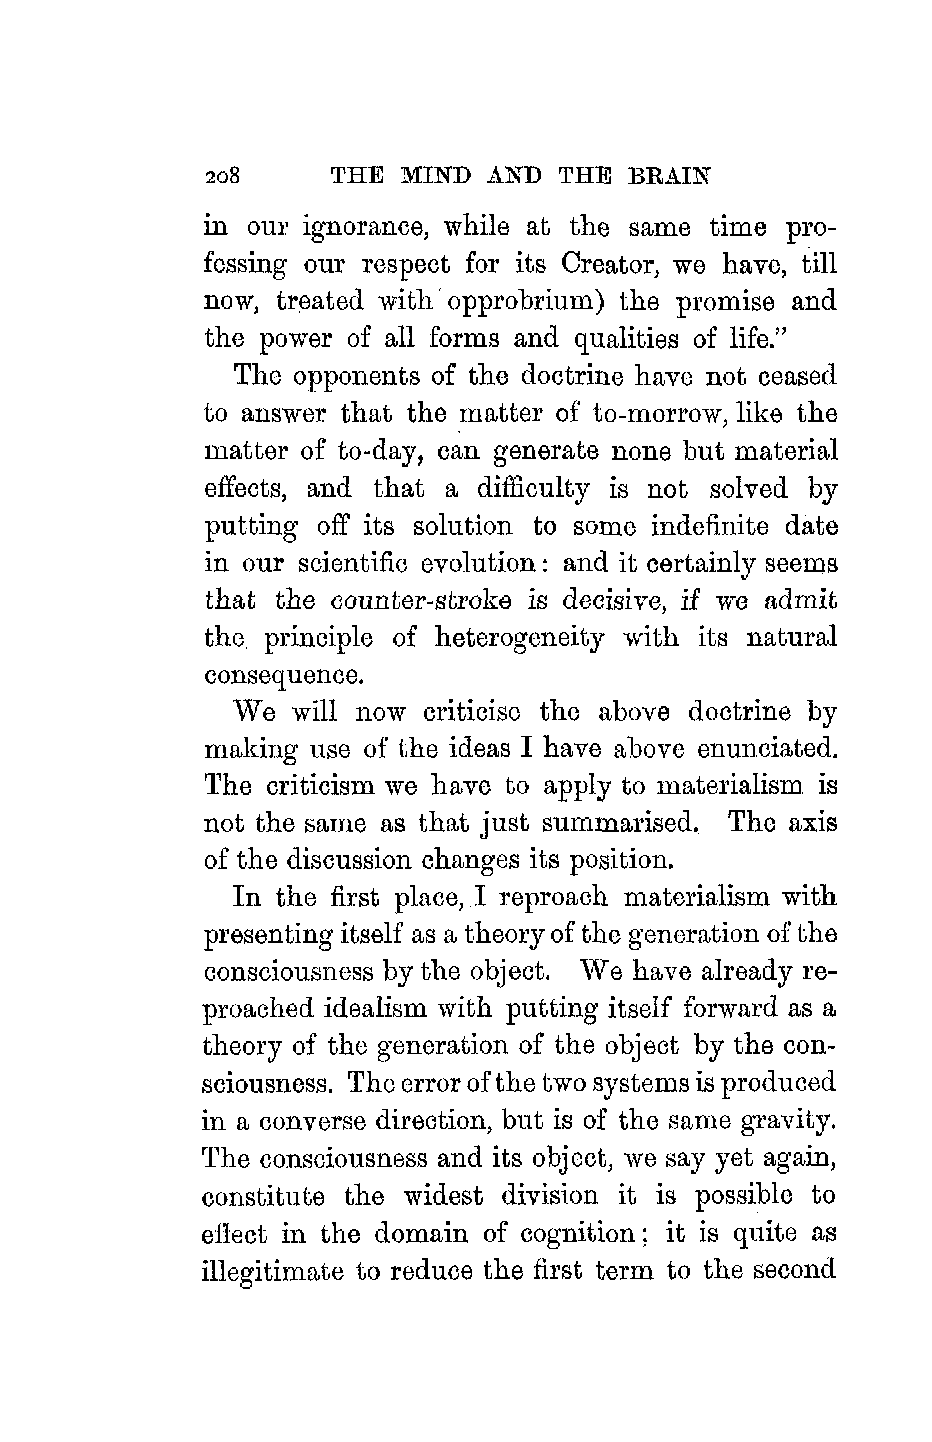 208 THE MIND AND THE BRAIN
in our ignorance, while at the same time pro-
fessing our respect for its Creator, we have, till
now, treated with opprobrium) the promise and
the power of all forms and qualities of life.”
The opponents of the doctrine have not ceased
to answer that the matter of to-morrow, like the
matter of to-day, can generate none but material
effects, and that a difficulty is not solved by
putting off its solution to some indefinite date
in our scientific evolution: and it certainly seems
that the counter-stroke is decisive, if we admit
the principle of heterogeneity with its natural
consequence.
We will now criticise the above doctrine by
making use of the ideas I have above enunciated.
The criticism we have to apply to materialism is
not the same as that just summarised. The axis
of the discussion changes its position.
In the first place, I reproach materialism with
presenting itself as a theory of the generation of the
consciousness by the object. We have already re-
proached idealism with putting itself forward as a
theory of the generation of the object by the con-
sciousness. The error of the two systems is produced
in a converse direction, but is of the same gravity.
The consciousness and its object, we say yet again,
constitute the widest division it is possible to
effect in the domain of cognition; it is quite as
illegitimate to reduce the first term to the second